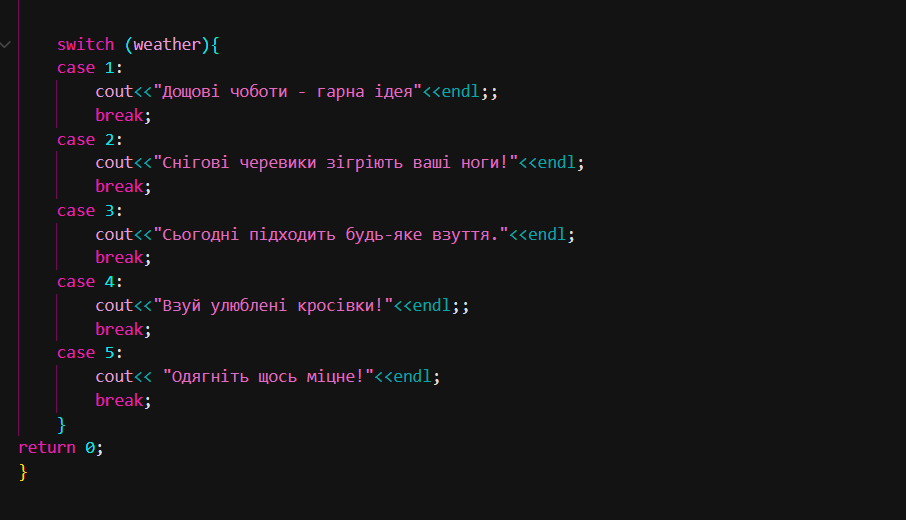 switch (weather){
case 1:
cout<<"Дощові чоботи - гарна ідея"<<endl;;
break;
case 2:
cout<<"Снігові черевики зігріють ваші ноги!"<<endl;
break;
case 3:
cout<<"Сьогодні підходить будь-яке взуття."<<endl;
break;
case 4:
cout<<"Взуй улюблені кросівки!"<<endl;;
break;
case 5:
cout<< "Одягніть щось міцне!"<<endl;
break;
}
return 0;
}